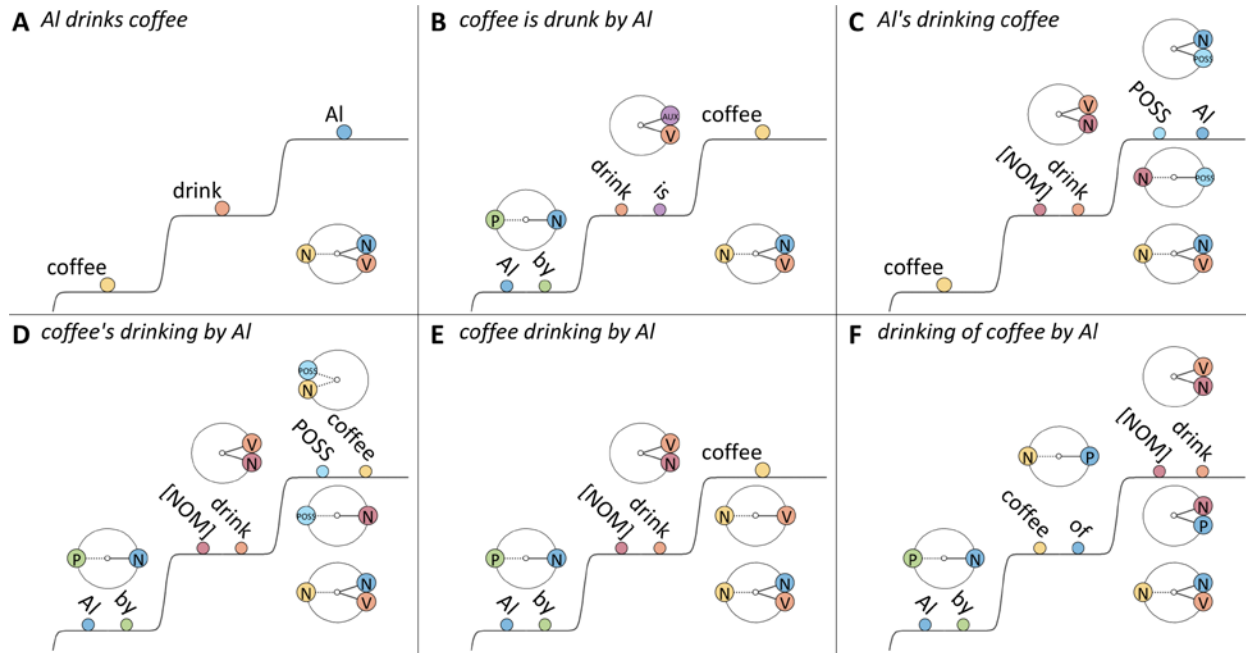 A Al drinks coffee
Al
drink
coffee
N
N
V
B coffee is drunk by Al
AUX
V
coffee
drink
is
P
N
Al
by
N
N
V
C Al's drinking coffee
N
POSS
V
N
POSS
Al
[NOM]
drink
N
POSS
coffee
N
N
V
D coffee's drinking by Al
POSS
N
V
N
POSS
coffee
[NOM]
drink
POSS
N
P
N
Al
by
N
N
V
E coffee drinking by Al
V
N
coffee
[NOM]
drink
N
V
P
N
Al
by
N
N
V
F drinking of coffee by Al
V
N
[NOM]
drink
N
P
coffee
of
N
P
P
N
Al
by
N
N
V